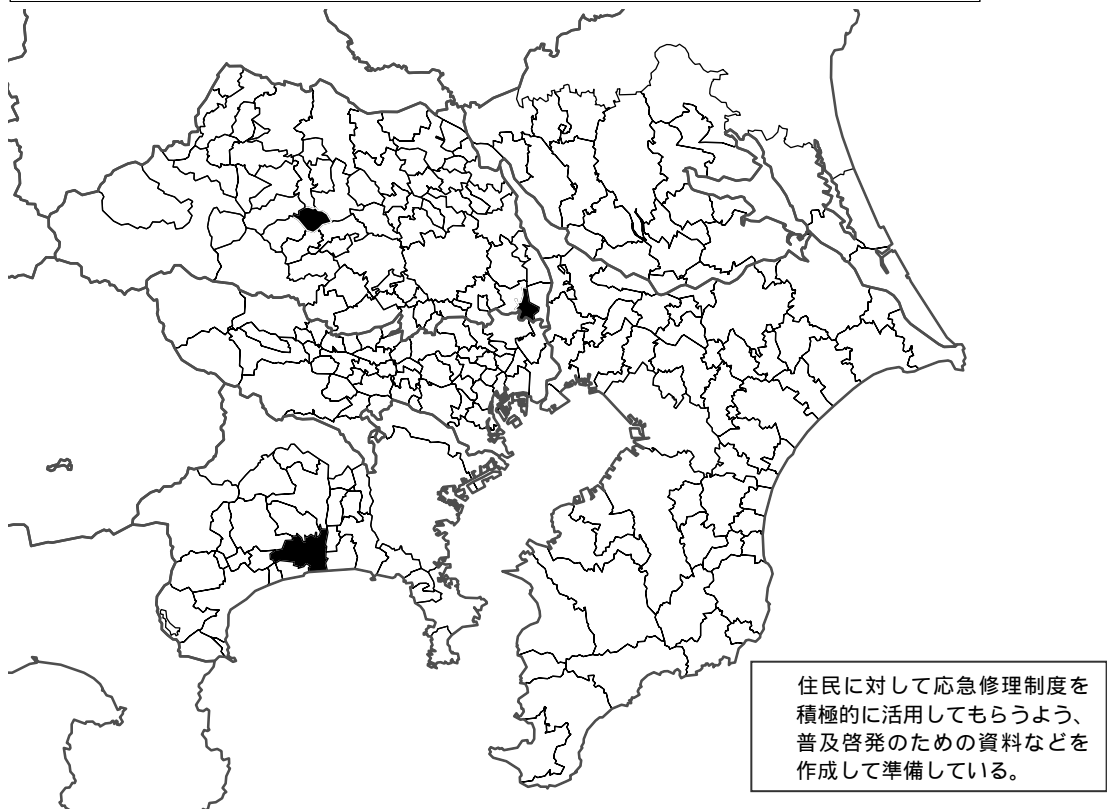 住民に対して応急修理制度を
積極的に活用してもらうよう、
普及啓発のための資料などを
作成して準備している。